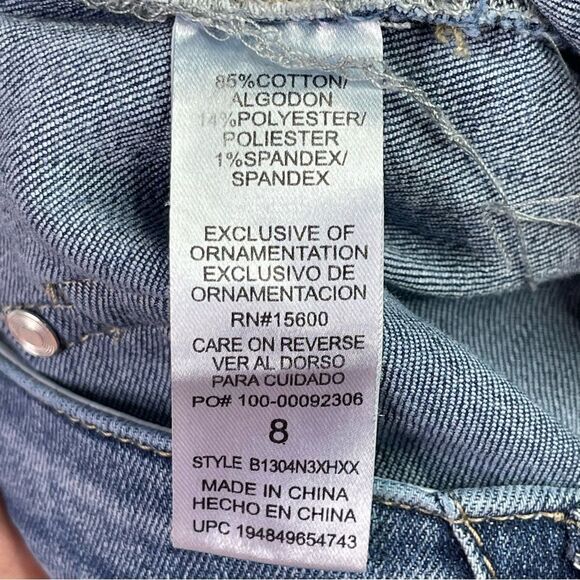 85%COTTON/
ALGODON
14%POLYESTER/
POLIESTER
1%SPANDEX/
SPANDEX
EXCLUSIVE OF
ORNAMENTATION
EXCLUSIVO DE
ORNAMENTACION
RN#15600
CARE ON REVERSE
VER AL DORSO
PARA CUIDADO
PO# 100-00092306
8
STYLE B1304N3XHXX
MADE IN CHINA
HECHO EN CHINA
UPC 194849654743